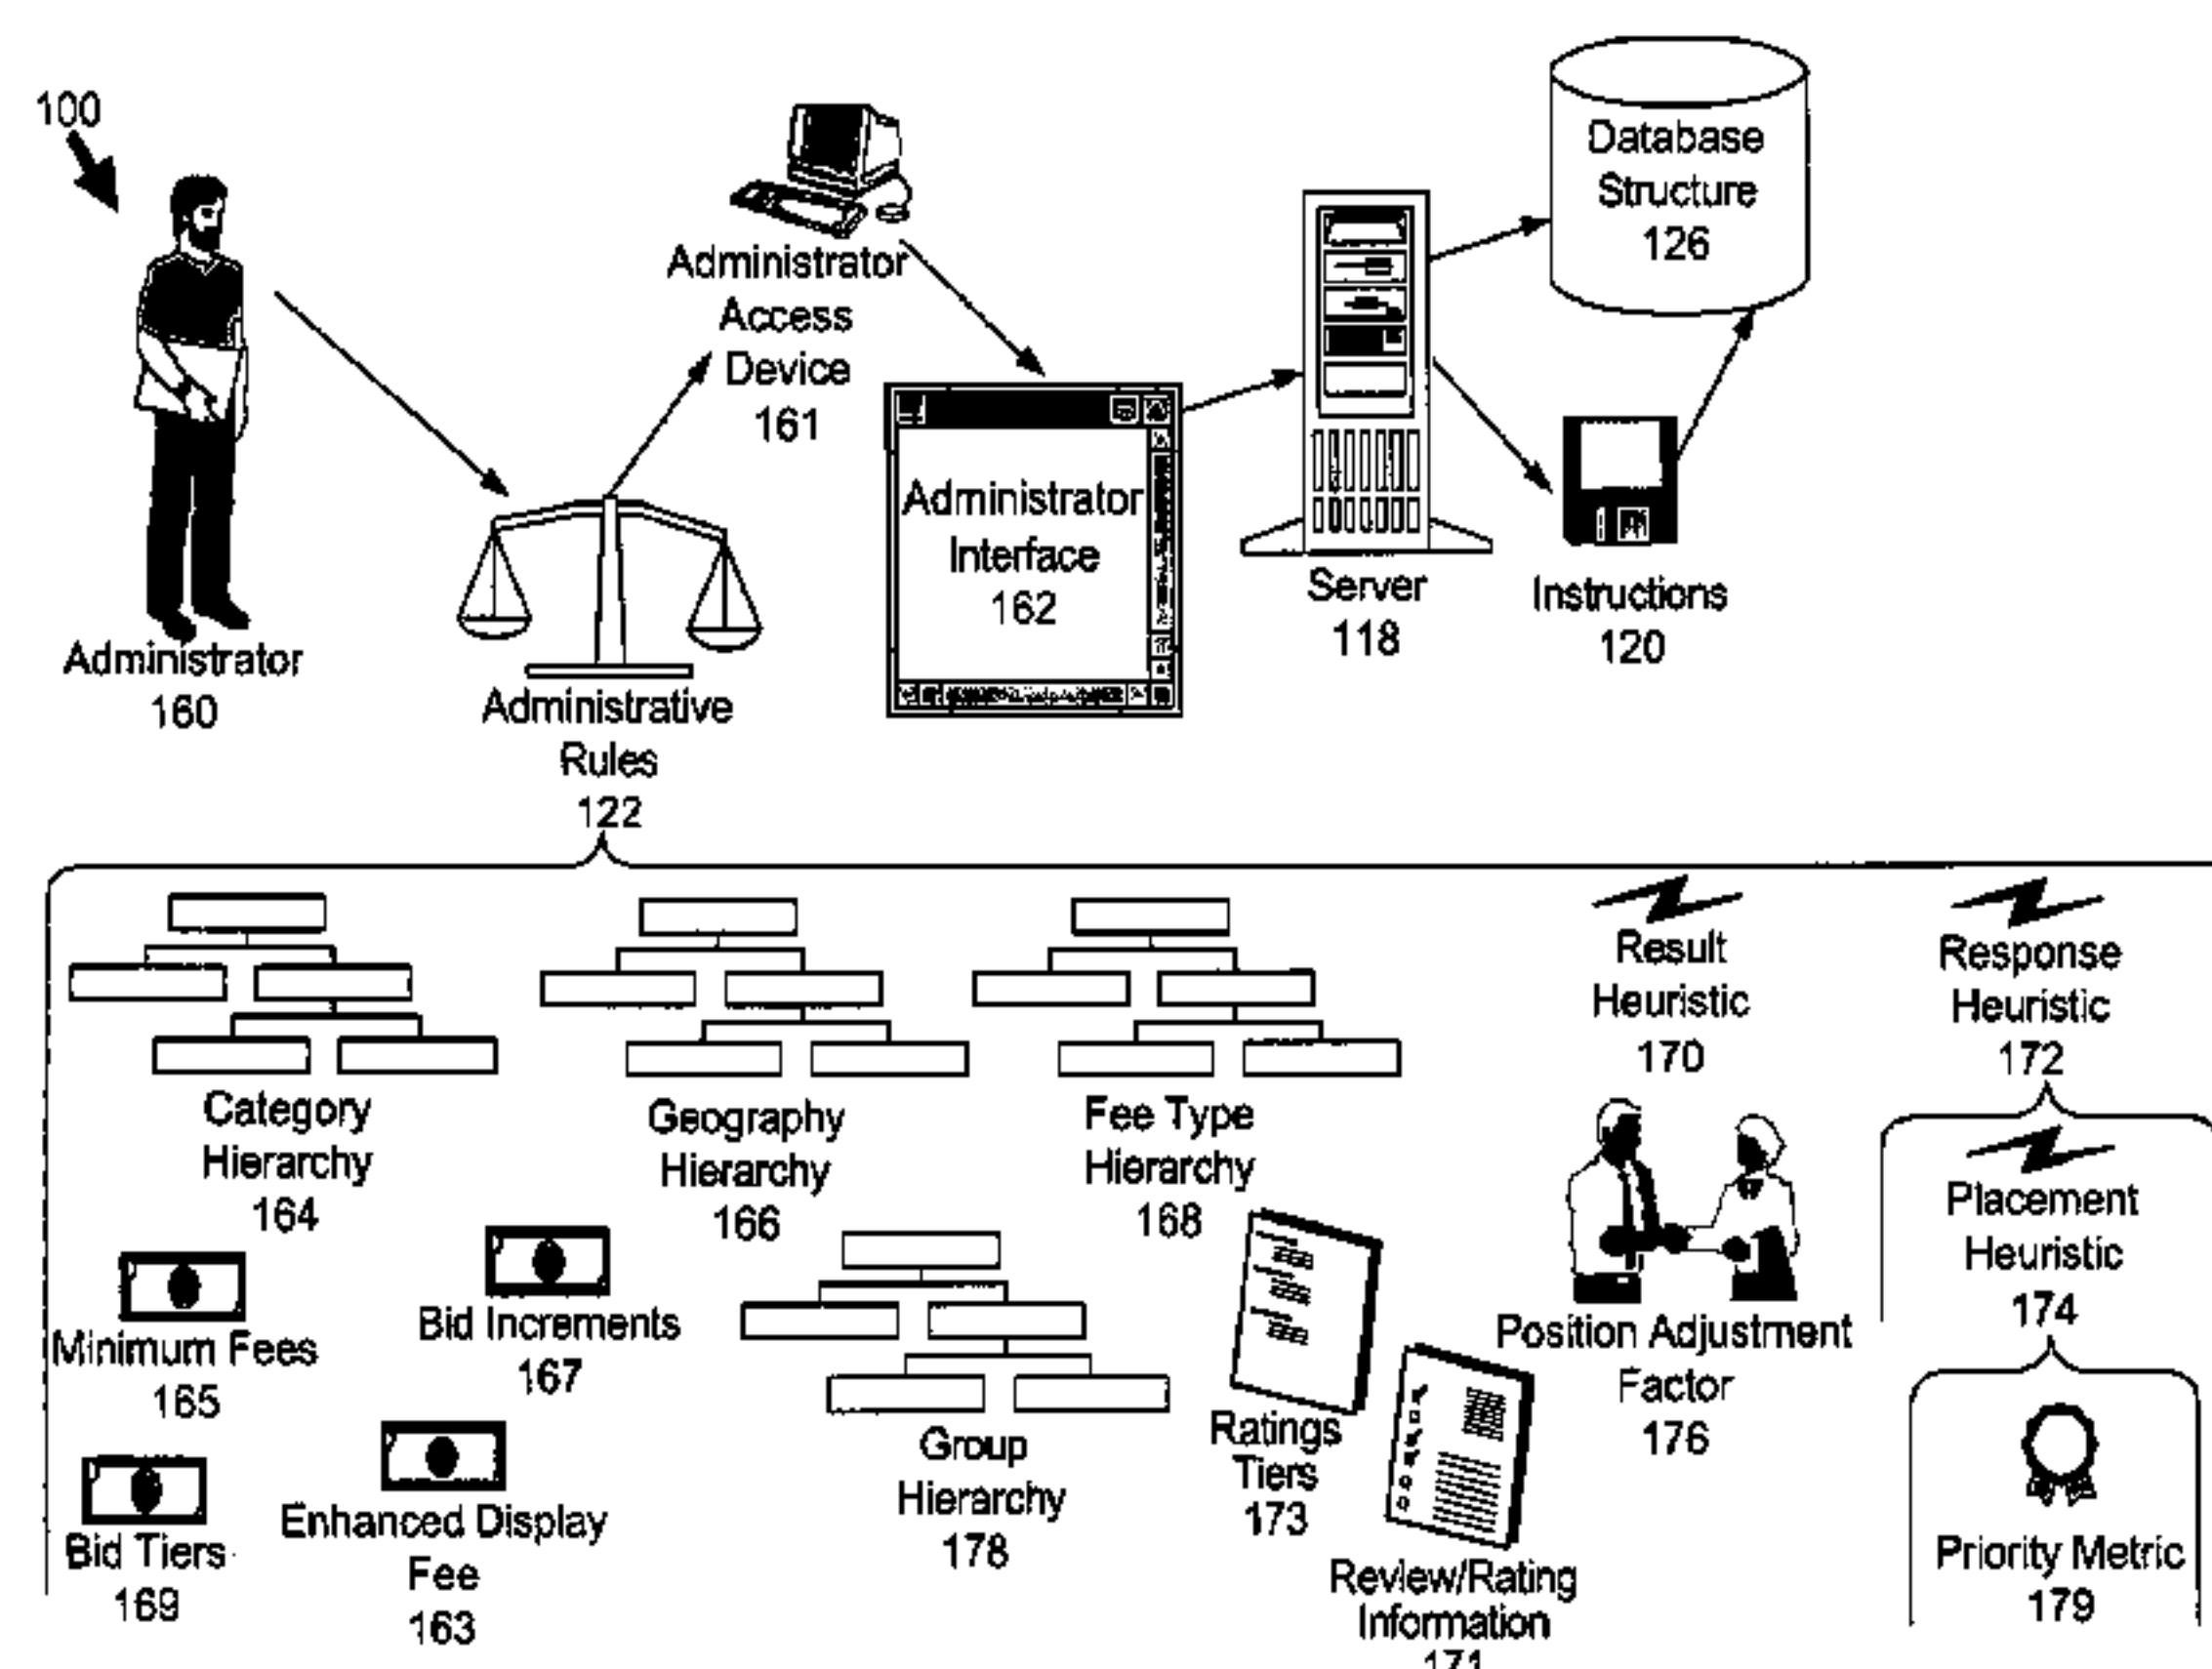 100
Database
Structure
126
Administrator
Access
Device
161
Administrator
Interface
162
Server
118
Instructions
120
Administrator
160
Administrative
Rules
122
Result
Heuristic
170
Response
Heuristic
172
Category
Hierarchy
164
Geography
Hierarchy
166
Fee Type
Hierarchy
168
Placement
Heuristic
174
Minimum Fees
165
Bid Increments
167
Position Adjustment
Factor
176
Ratings
Tiers
173
Group
Hierarchy
178
Bid Tiers
169
Enhanced Display
Fee
163
Review/Rating
Information
171
Priority Metric
179